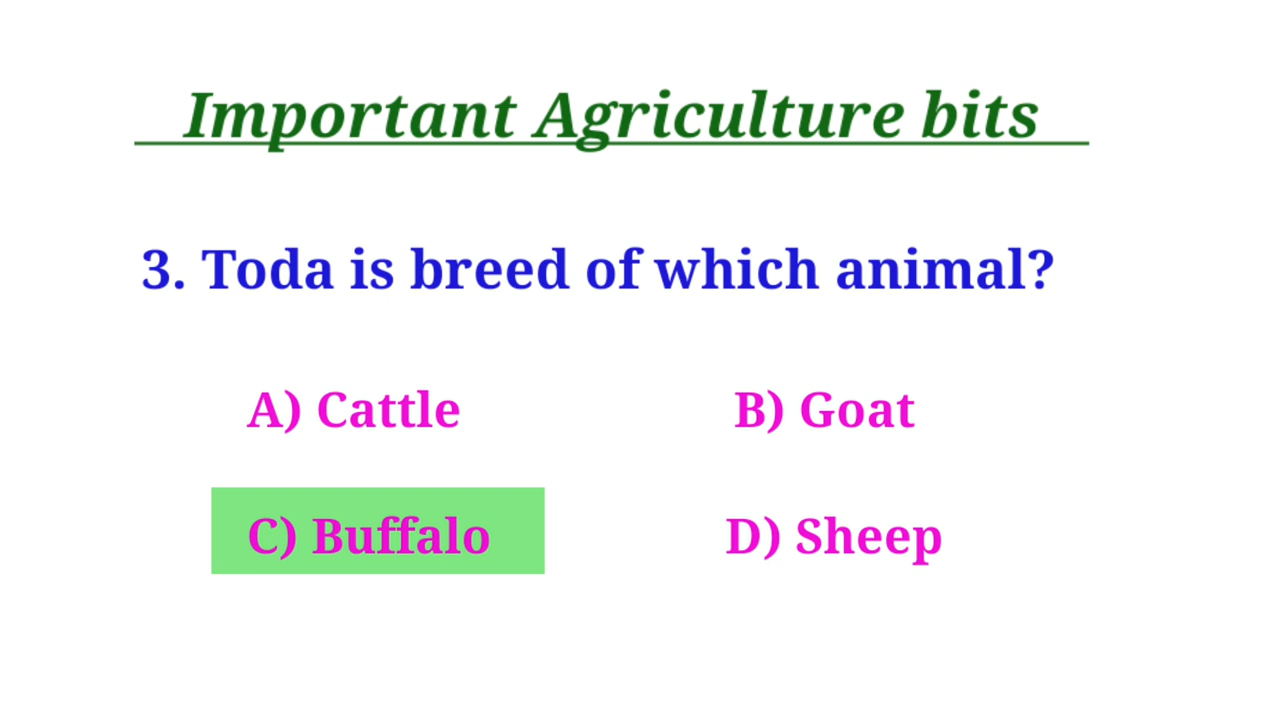 Important Agriculture bits
3. Toda is breed of which animal?
A) Cattle B) Goat
C) Buffalo D) Sheep